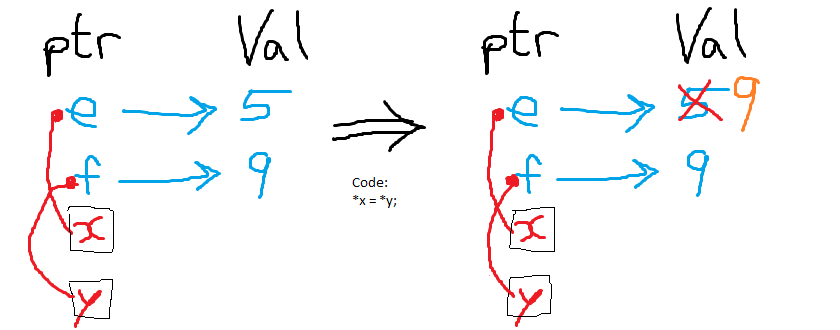 ptr Val ptr Val
e 5 e 5 9
f 9 f 9
Code:
*x = *y;
x x
y y